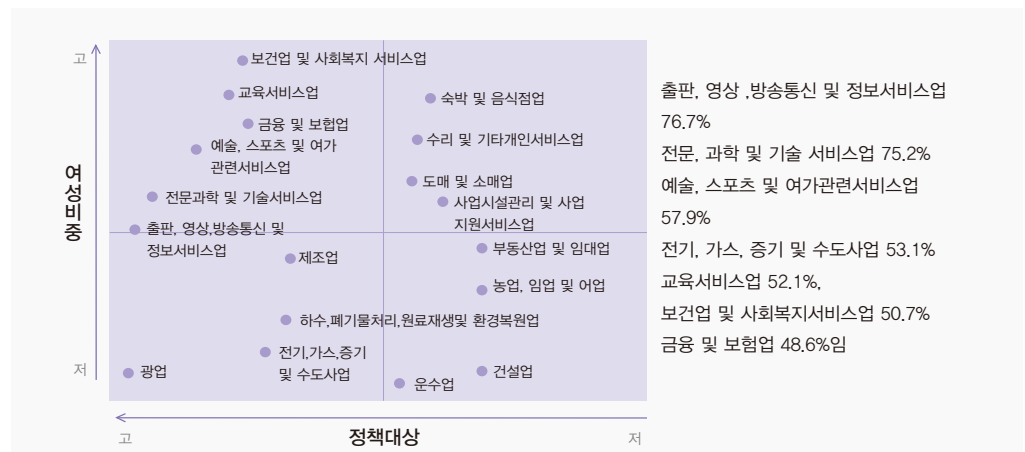 고
여성비중
저
보건업 및 사회복지 서비스업
교육서비스업
금융 및 보헙업
예술, 스포츠 및 여가
관련서비스업
전문과학 및 기술서비스업
출판, 영상,방송통신 및
정보서비스업
숙박 및 음식점업
수리 및 기타개인서비스업
도매 및 소매업
사업시설관리 및 사업
지원서비스업
제조업
하수,폐기물처리,원료재생및 환경복원업
전기,가스,증기
및 수도사업
광업
부동산업 및 임대업
농업, 임업 및 어업
건설업
운수업
고
정책대상
저
출판, 영상 ,방송통신 및 정보서비스업
76.7%
전문, 과학 및 기술 서비스업 75.2%
예술, 스포츠 및 여가관련서비스업
57.9%
전기, 가스, 증기 및 수도사업 53.1%
교육서비스업 52.1%,
보건업 및 사회복지서비스업 50.7%
금융 및 보험업 48.6%임